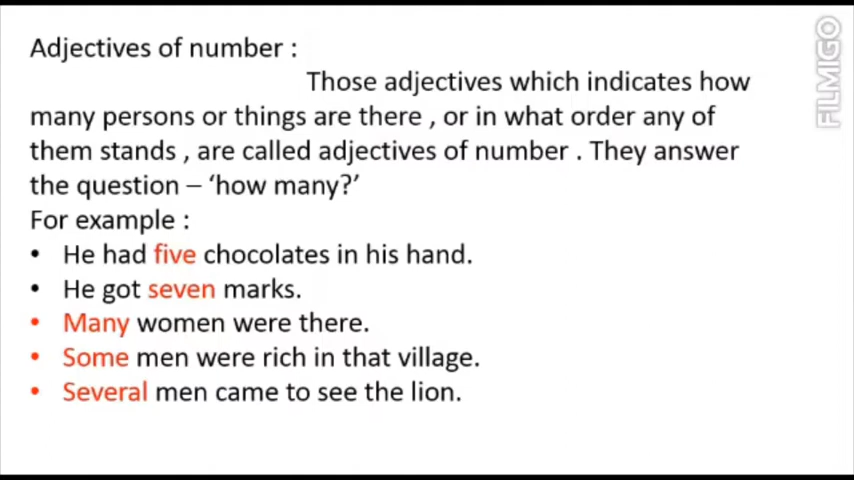 Adjectives of number :
Those adjectives which indicates how
many persons or things are there , or in what order any of
them stands , are called adjectives of number . They answer
the question – ‘how many?’
For example :
• He had five chocolates in his hand.
• He got seven marks.
• Many women were there.
• Some men were rich in that village.
• Several men came to see the lion.
FILMIGO